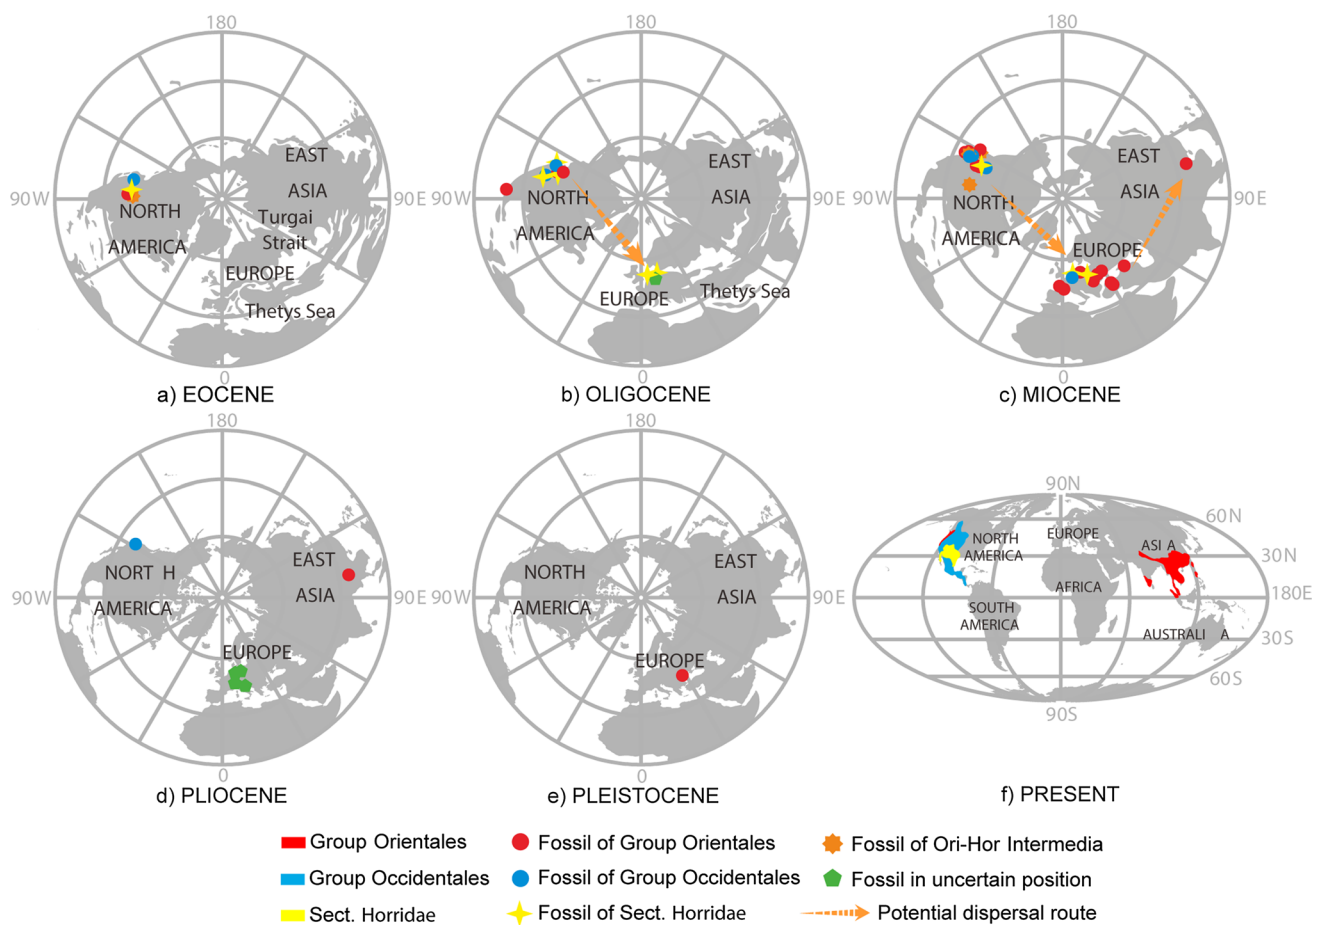 180
180
180
EAST
ASIA
90W
90E
NORTH
AMERICA
Turgai
Strait
EUROPE
Thetys Sea
0
a) EOCENE
EAST
ASIA
90W
90E
NORTH
AMERICA
EUROPE
Thetys Sea
b) OLIGOCENE
EAST
ASIA
90W
90E
NORTH
AMERICA
EUROPE
0
c) MIOCENE
180
EAST
ASIA
NORT H
AMERICA
90W
90E
EUROPE
0
d) PLIOCENE
180
EAST
ASIA
NORTH
AMERICA
90W
90E
EUROPE
0
e) PLEISTOCENE
90N
60N
30N
180E
30S
60S
90S
NORTH
AMERICA
EUROPE
ASI A
AFRICA
SOUTH
AMERICA
AUSTRALI A
f) PRESENT
Group Orientales
Fossil of Group Orientales
Fossil of Ori-Hor Intermedia
Group Occidentales
Fossil of Group Occidentales
Fossil in uncertain position
Sect. Horridae
Fossil of Sect. Horridae
Potential dispersal route